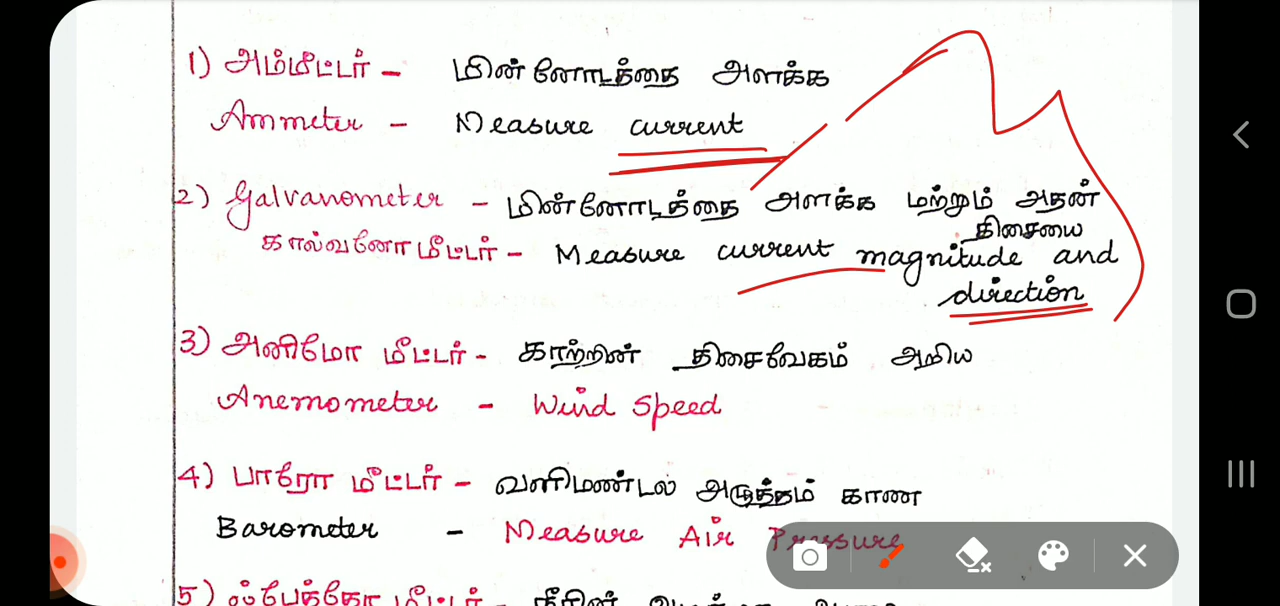 1) அம்மீட்டர் - மின்னோடத்தை அளக்க
Ammeter - Measure current
2) Galvanometer - மின்னோடத்தை அளக்க மற்றும் அதன்
திசையை
கால்வனோ மீட்டர் - Measure current magnitude and
direction
3) அனிமோ மீட்டர் - காற்றின் திசைவேகம் அறிய
Anemometer - Wind Speed
4) பாரோ மீட்டர் - வளிமண்டல அழுத்தம் காண
Barometer - Measure Air Pressure
5) மீட்டர் - நீரின்